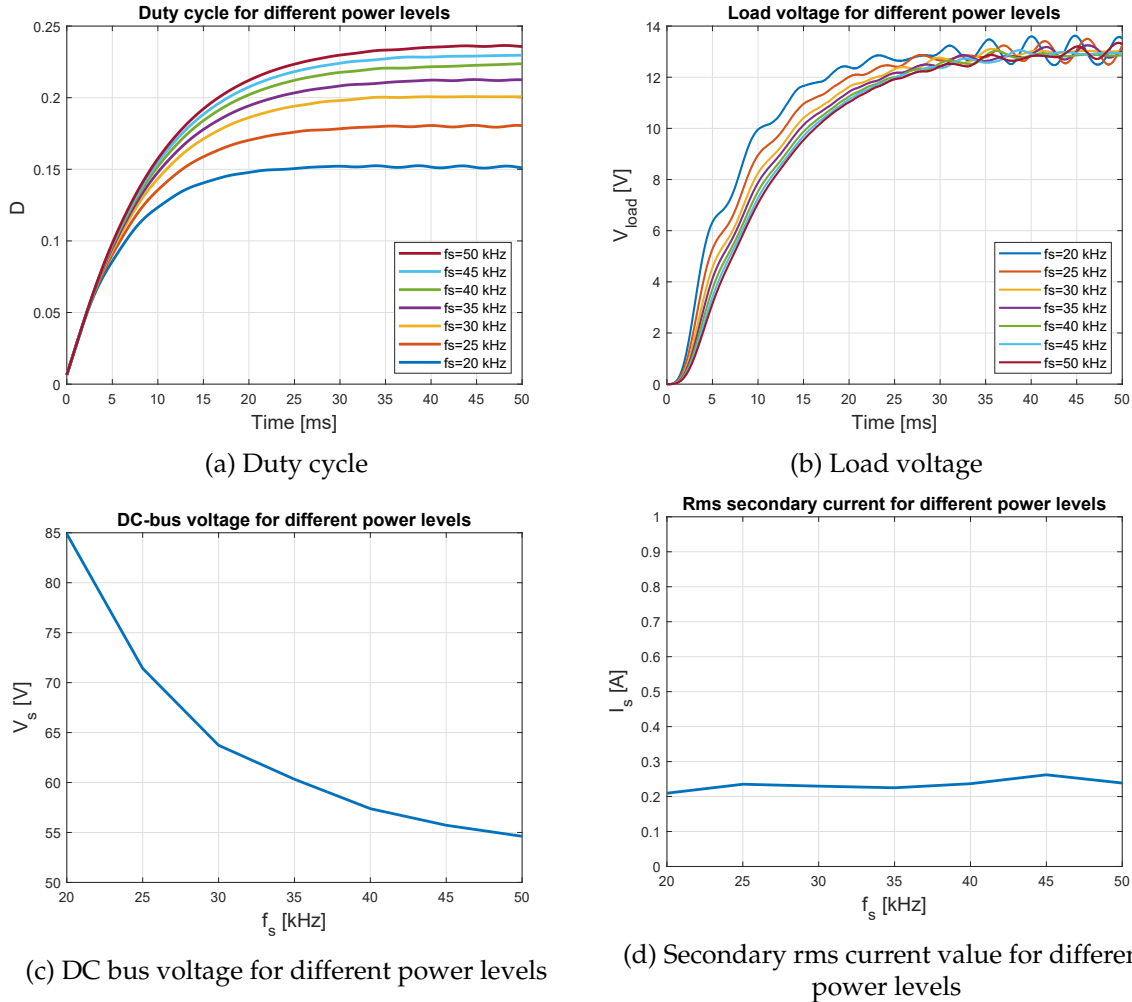 Duty cycle for different power levels
0.25
0.2
0.15
0.1
0.05
0
D
fs=50 kHz
fs=45 kHz
fs=40 kHz
fs=35 kHz
fs=30 kHz
fs=25 kHz
fs=20 kHz
0 5 10 15 20 25 30 35 40 45 50
Time [ms]
(a) Duty cycle
Load voltage for different power levels
14
12
10
8
6
4
2
0
V_load [V]
fs=20 kHz
fs=25 kHz
fs=30 kHz
fs=35 kHz
fs=40 kHz
fs=45 kHz
fs=50 kHz
0 5 10 15 20 25 30 35 40 45 50
Time [ms]
(b) Load voltage
DC-bus voltage for different power levels
85
80
75
70
65
60
55
50
V_s [V]
20 25 30 35 40 45 50
f_s [kHz]
(c) DC bus voltage for different power levels
Rms secondary current for different power levels
1
0.9
0.8
0.7
0.6
0.5
0.4
0.3
0.2
0.1
0
I_s [A]
20 25 30 35 40 45 50
f_s [kHz]
(d) Secondary rms current value for differen
power levels